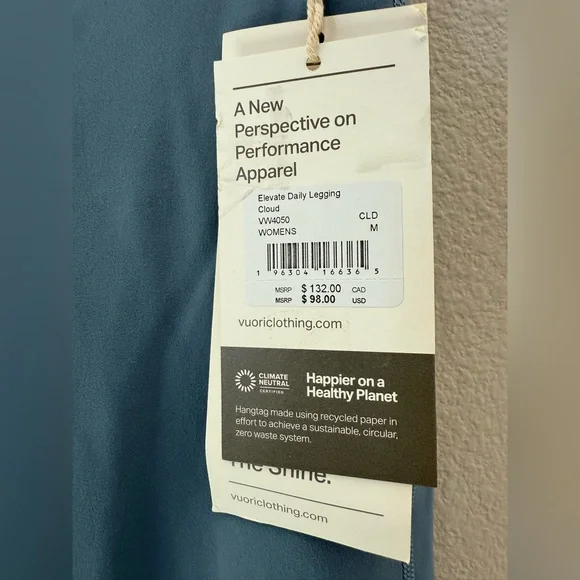 A New
Perspective on
Performance
Apparel
Elevate Daily Legging
Cloud
VW4050 CLD
WOMENS M
1 96304 16636 5
MSRP $ 132.00 CAD
MSRP $ 98.00 USD
vuoriclothing.com
CLIMATE
NEUTRAL
CERTIFIED
Happier on a
Healthy Planet
Hangtag made using recycled paper in
effort to achieve a sustainable, circular,
zero waste system.
The Shine.
vuoriclothing.com